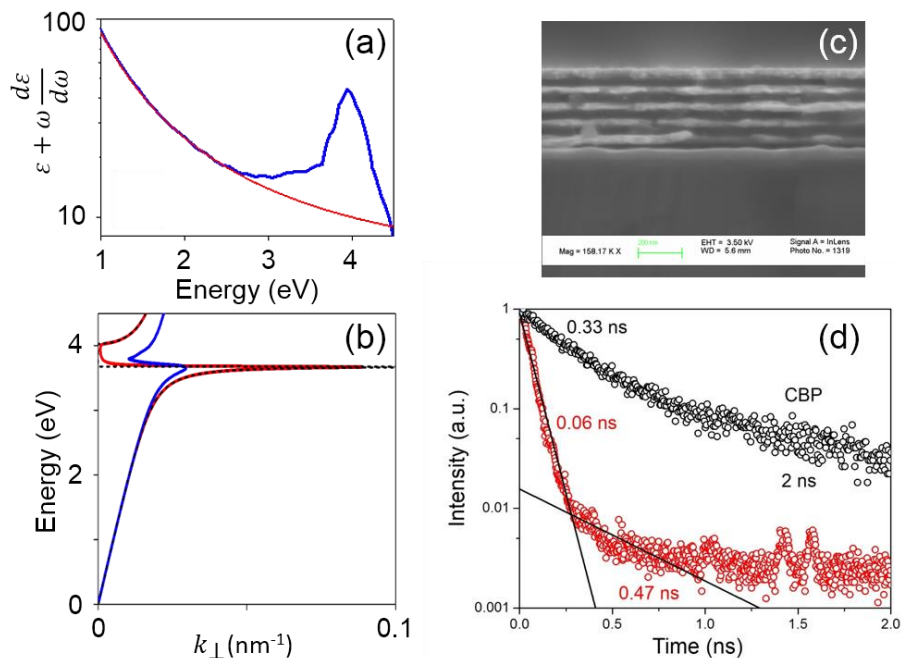 (a)
100
10
ε + ω dε/dω
1 2 3 4
Energy (eV)
(b)
4
2
0
Energy (eV)
0 0.1
k⊥(nm⁻¹)
(c)
Mag = 158.17 K X
200 nm
EHT = 3.50 kV
WD = 5.6 mm
Signal A = InLens
Photo No. = 1319
(d)
1
0.1
0.01
0.001
Intensity (a.u.)
0.33 ns
CBP
0.06 ns
2 ns
0.47 ns
0.0 0.5 1.0 1.5 2.0
Time (ns)